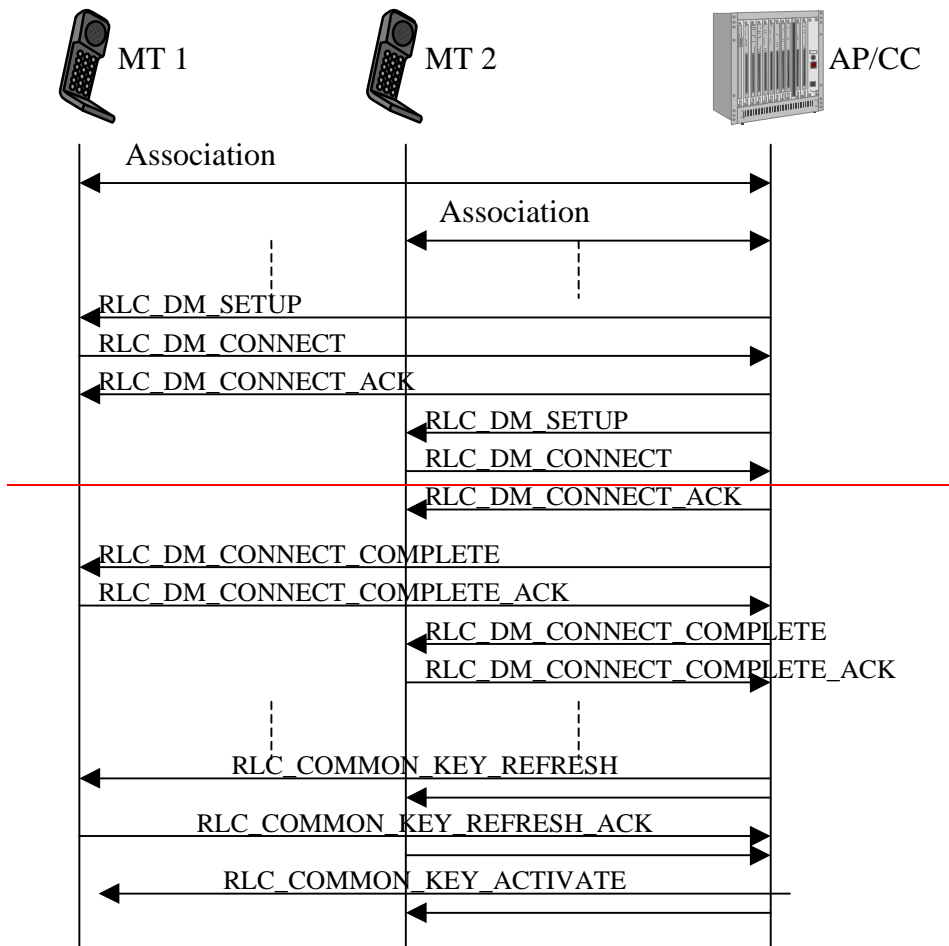 MT 1
MT 2
AP/CC
Association
Association
RLC_DM_SETUP
RLC_DM_CONNECT
RLC_DM_CONNECT_ACK
RLC_DM_SETUP
RLC_DM_CONNECT
RLC_DM_CONNECT_ACK
RLC_DM_CONNECT_COMPLETE
RLC_DM_CONNECT_COMPLETE_ACK
RLC_DM_CONNECT_COMPLETE
RLC_DM_CONNECT_COMPLETE_ACK
RLC_COMMON_KEY_REFRESH
RLC_COMMON_KEY_REFRESH_ACK
RLC_COMMON_KEY_ACTIVATE